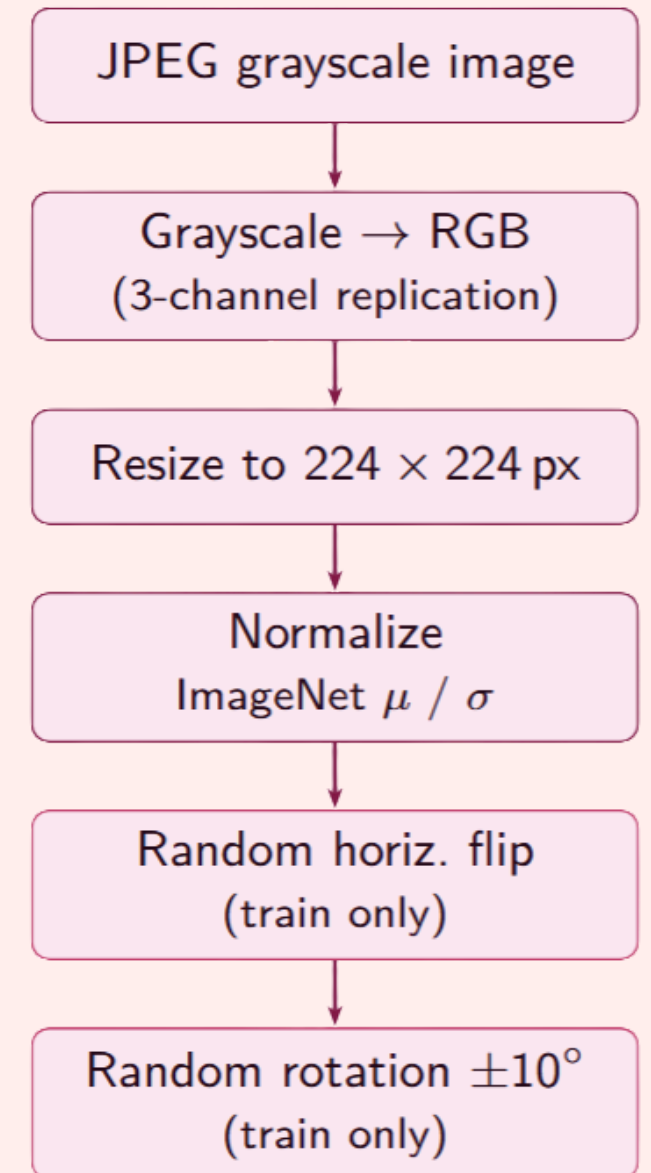 JPEG grayscale image
Grayscale → RGB
(3-channel replication)
Resize to 224 × 224 px
Normalize
ImageNet μ / σ
Random horiz. flip
(train only)
Random rotation ±10°
(train only)